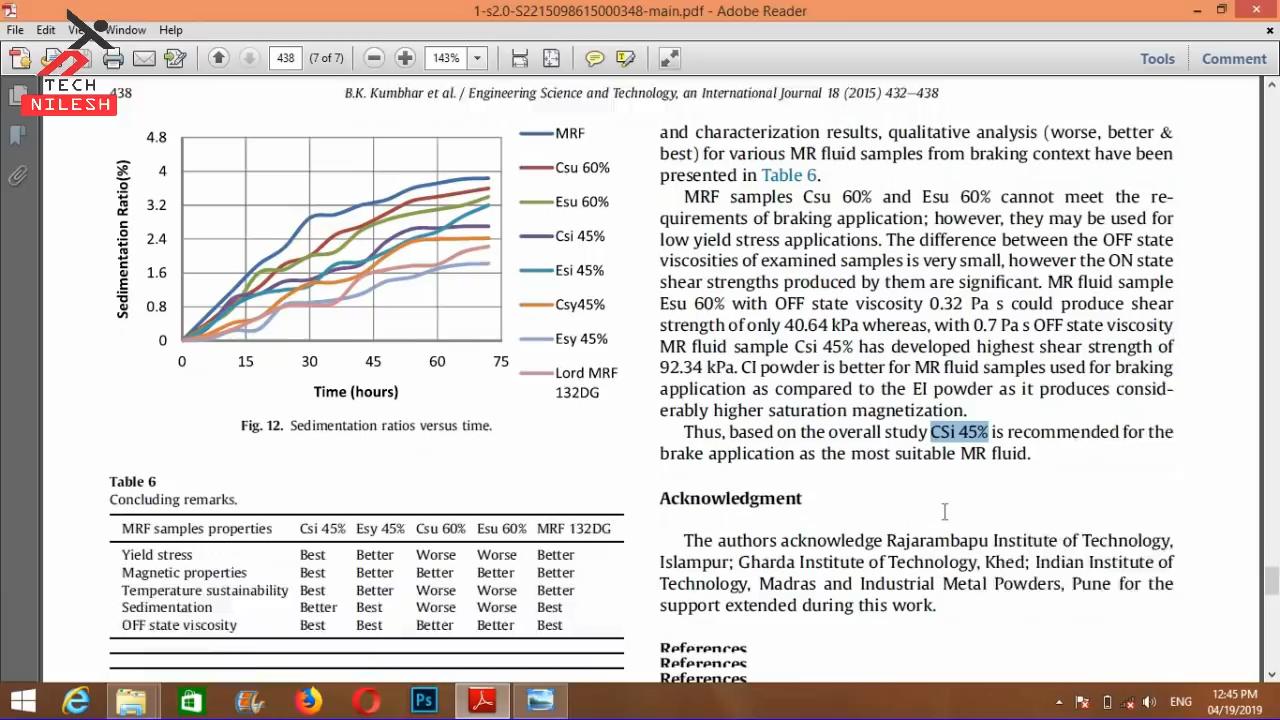 1-s2.0-S2215098615000348-main.pdf - Adobe Reader
File Edit Window Help
438 (7 of 7) 143% Tools Comment
TECH
NILESH
438 B.K. Kumbhar et al. / Engineering Science and Technology, an International Journal 18 (2015) 432–438
4.8
4
3.2
2.4
1.6
0.8
0
Sedimentation Ratio(%)
0 15 30 45 60 75
Time (hours)
MRF
Csu 60%
Esu 60%
Csi 45%
Esi 45%
Csy45%
Esy 45%
Lord MRF
132DG
Fig. 12. Sedimentation ratios versus time.
Table 6
Concluding remarks.
MRF samples properties Csi 45% Esy 45% Csu 60% Esu 60% MRF 132DG
Yield stress Best Better Worse Worse Better
Magnetic properties Best Better Better Better Better
Temperature sustainability Best Better Worse Worse Better
Sedimentation Better Best Worse Worse Best
OFF state viscosity Best Best Better Better Best
and characterization results, qualitative analysis (worse, better &
best) for various MR fluid samples from braking context have been
presented in Table 6.
MRF samples Csu 60% and Esu 60% cannot meet the re-
quirements of braking application; however, they may be used for
low yield stress applications. The difference between the OFF state
viscosities of examined samples is very small, however the ON state
shear strengths produced by them are significant. MR fluid sample
Esu 60% with OFF state viscosity 0.32 Pa s could produce shear
strength of only 40.64 kPa whereas, with 0.7 Pa s OFF state viscosity
MR fluid sample Csi 45% has developed highest shear strength of
92.34 kPa. CI powder is better for MR fluid samples used for braking
application as compared to the EI powder as it produces consid-
erably higher saturation magnetization.
Thus, based on the overall study CSi 45% is recommended for the
brake application as the most suitable MR fluid.
Acknowledgment
The authors acknowledge Rajarambapu Institute of Technology,
Islampur; Gharda Institute of Technology, Khed; Indian Institute of
Technology, Madras and Industrial Metal Powders, Pune for the
support extended during this work.
References
References
References
Ps
ENG
12:45 PM
04/19/2019